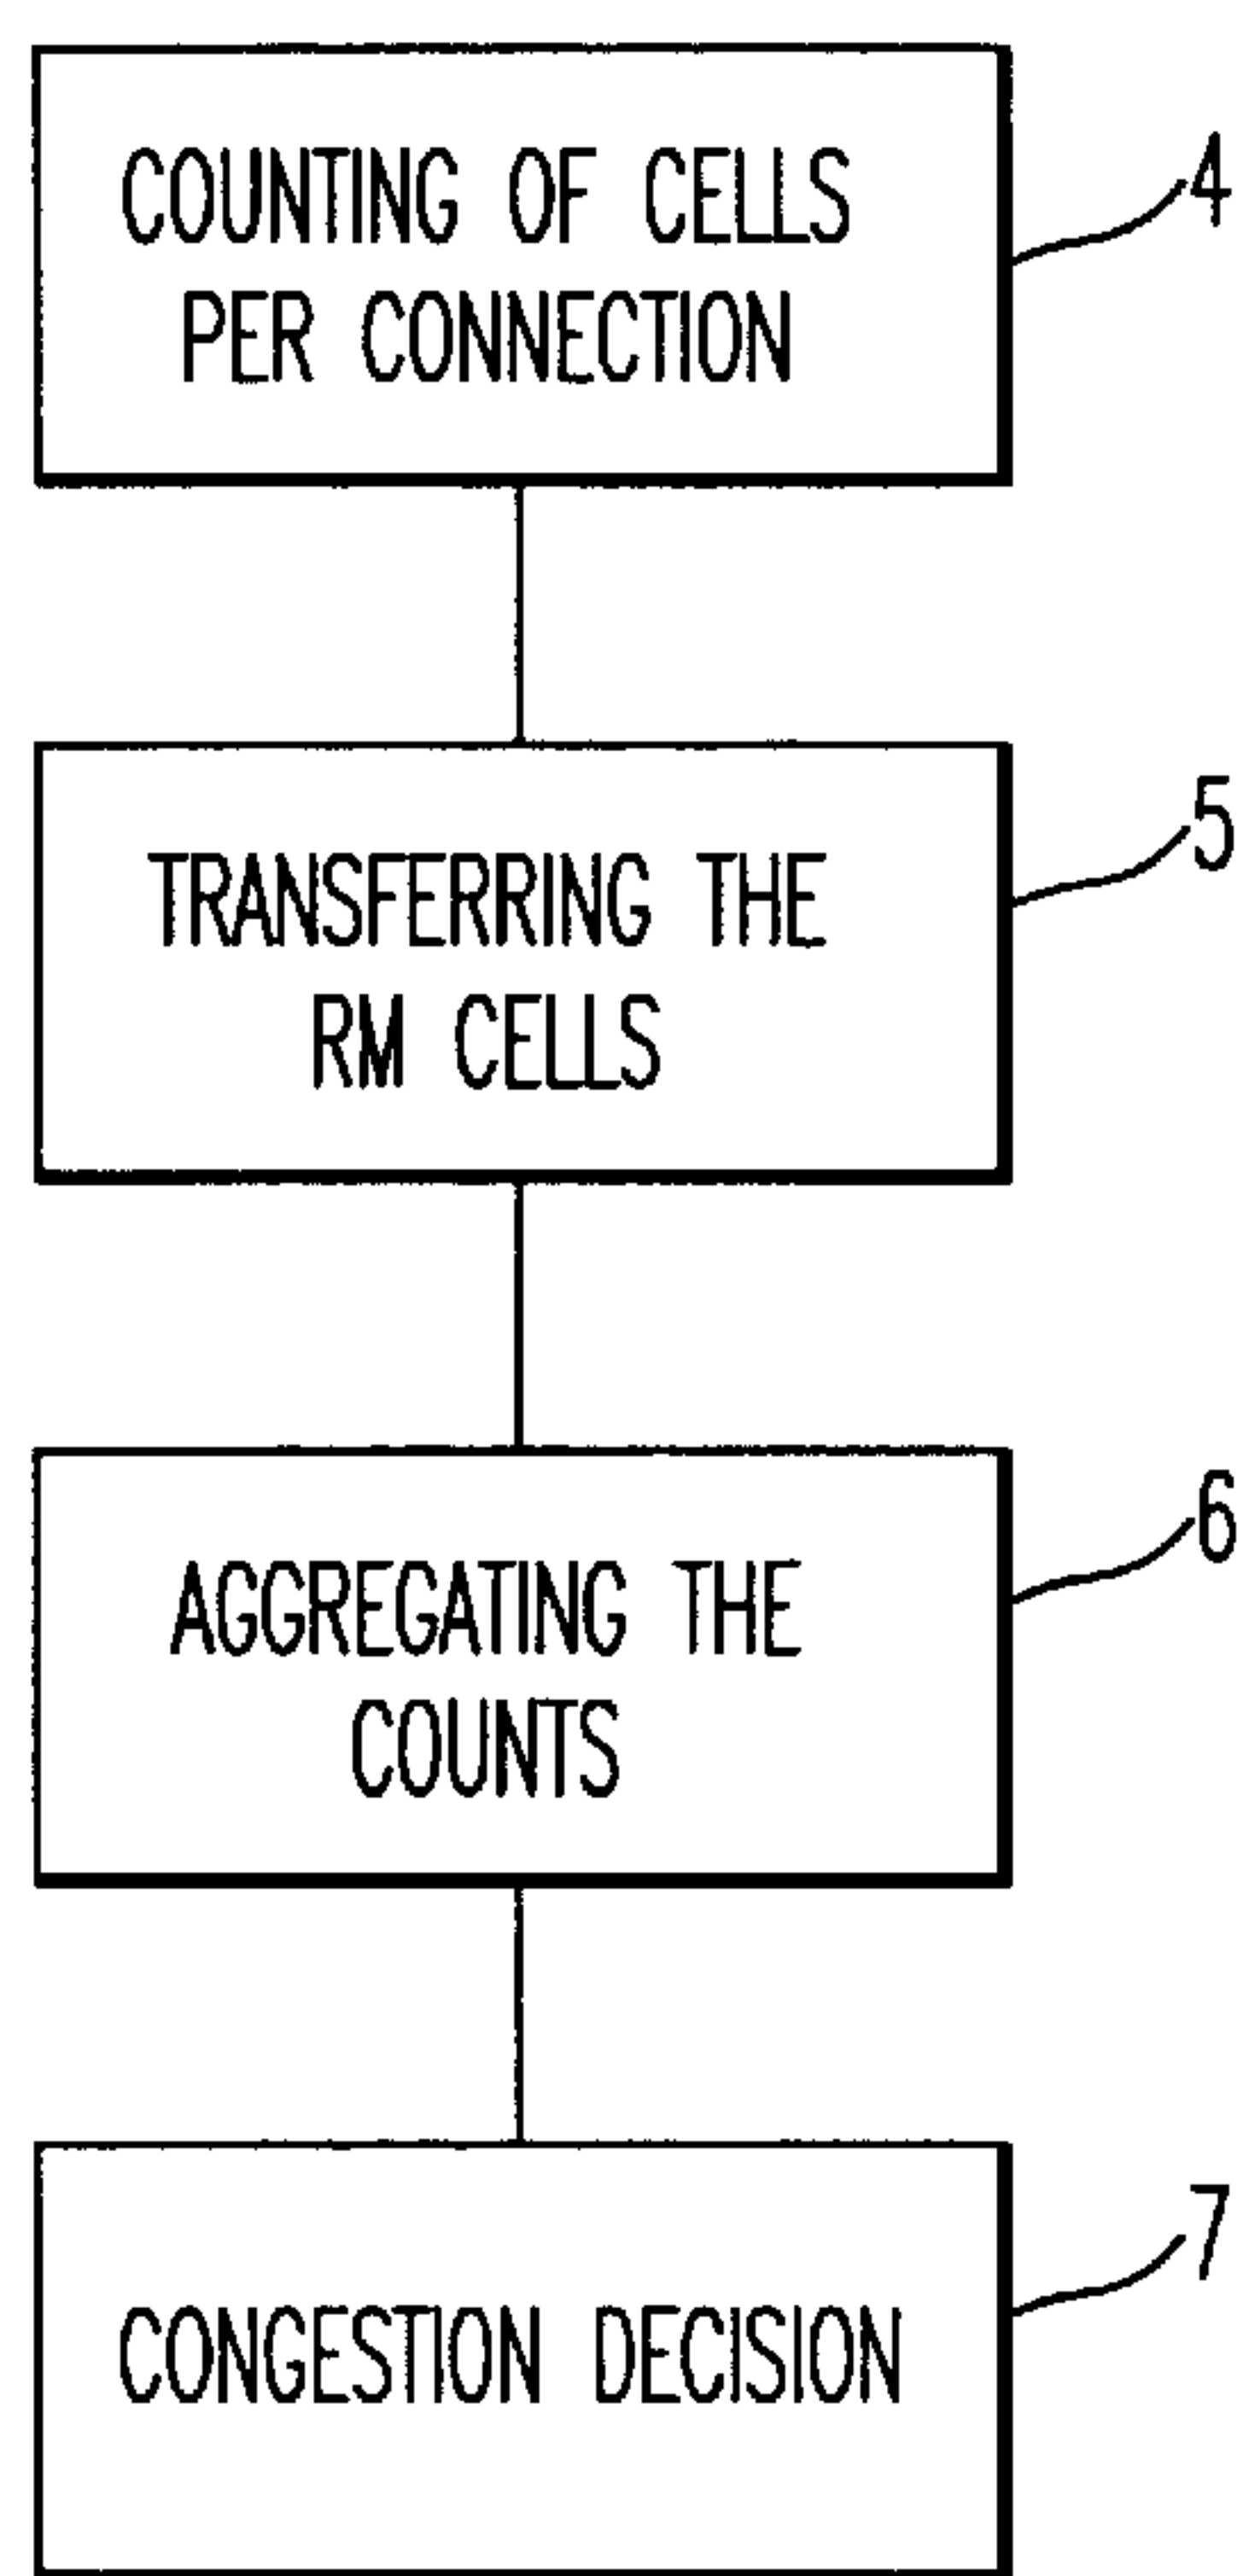 COUNTING OF CELLS
PER CONNECTION
4
TRANSFERRING THE
RM CELLS
5
AGGREGATING THE
COUNTS
6
CONGESTION DECISION
7